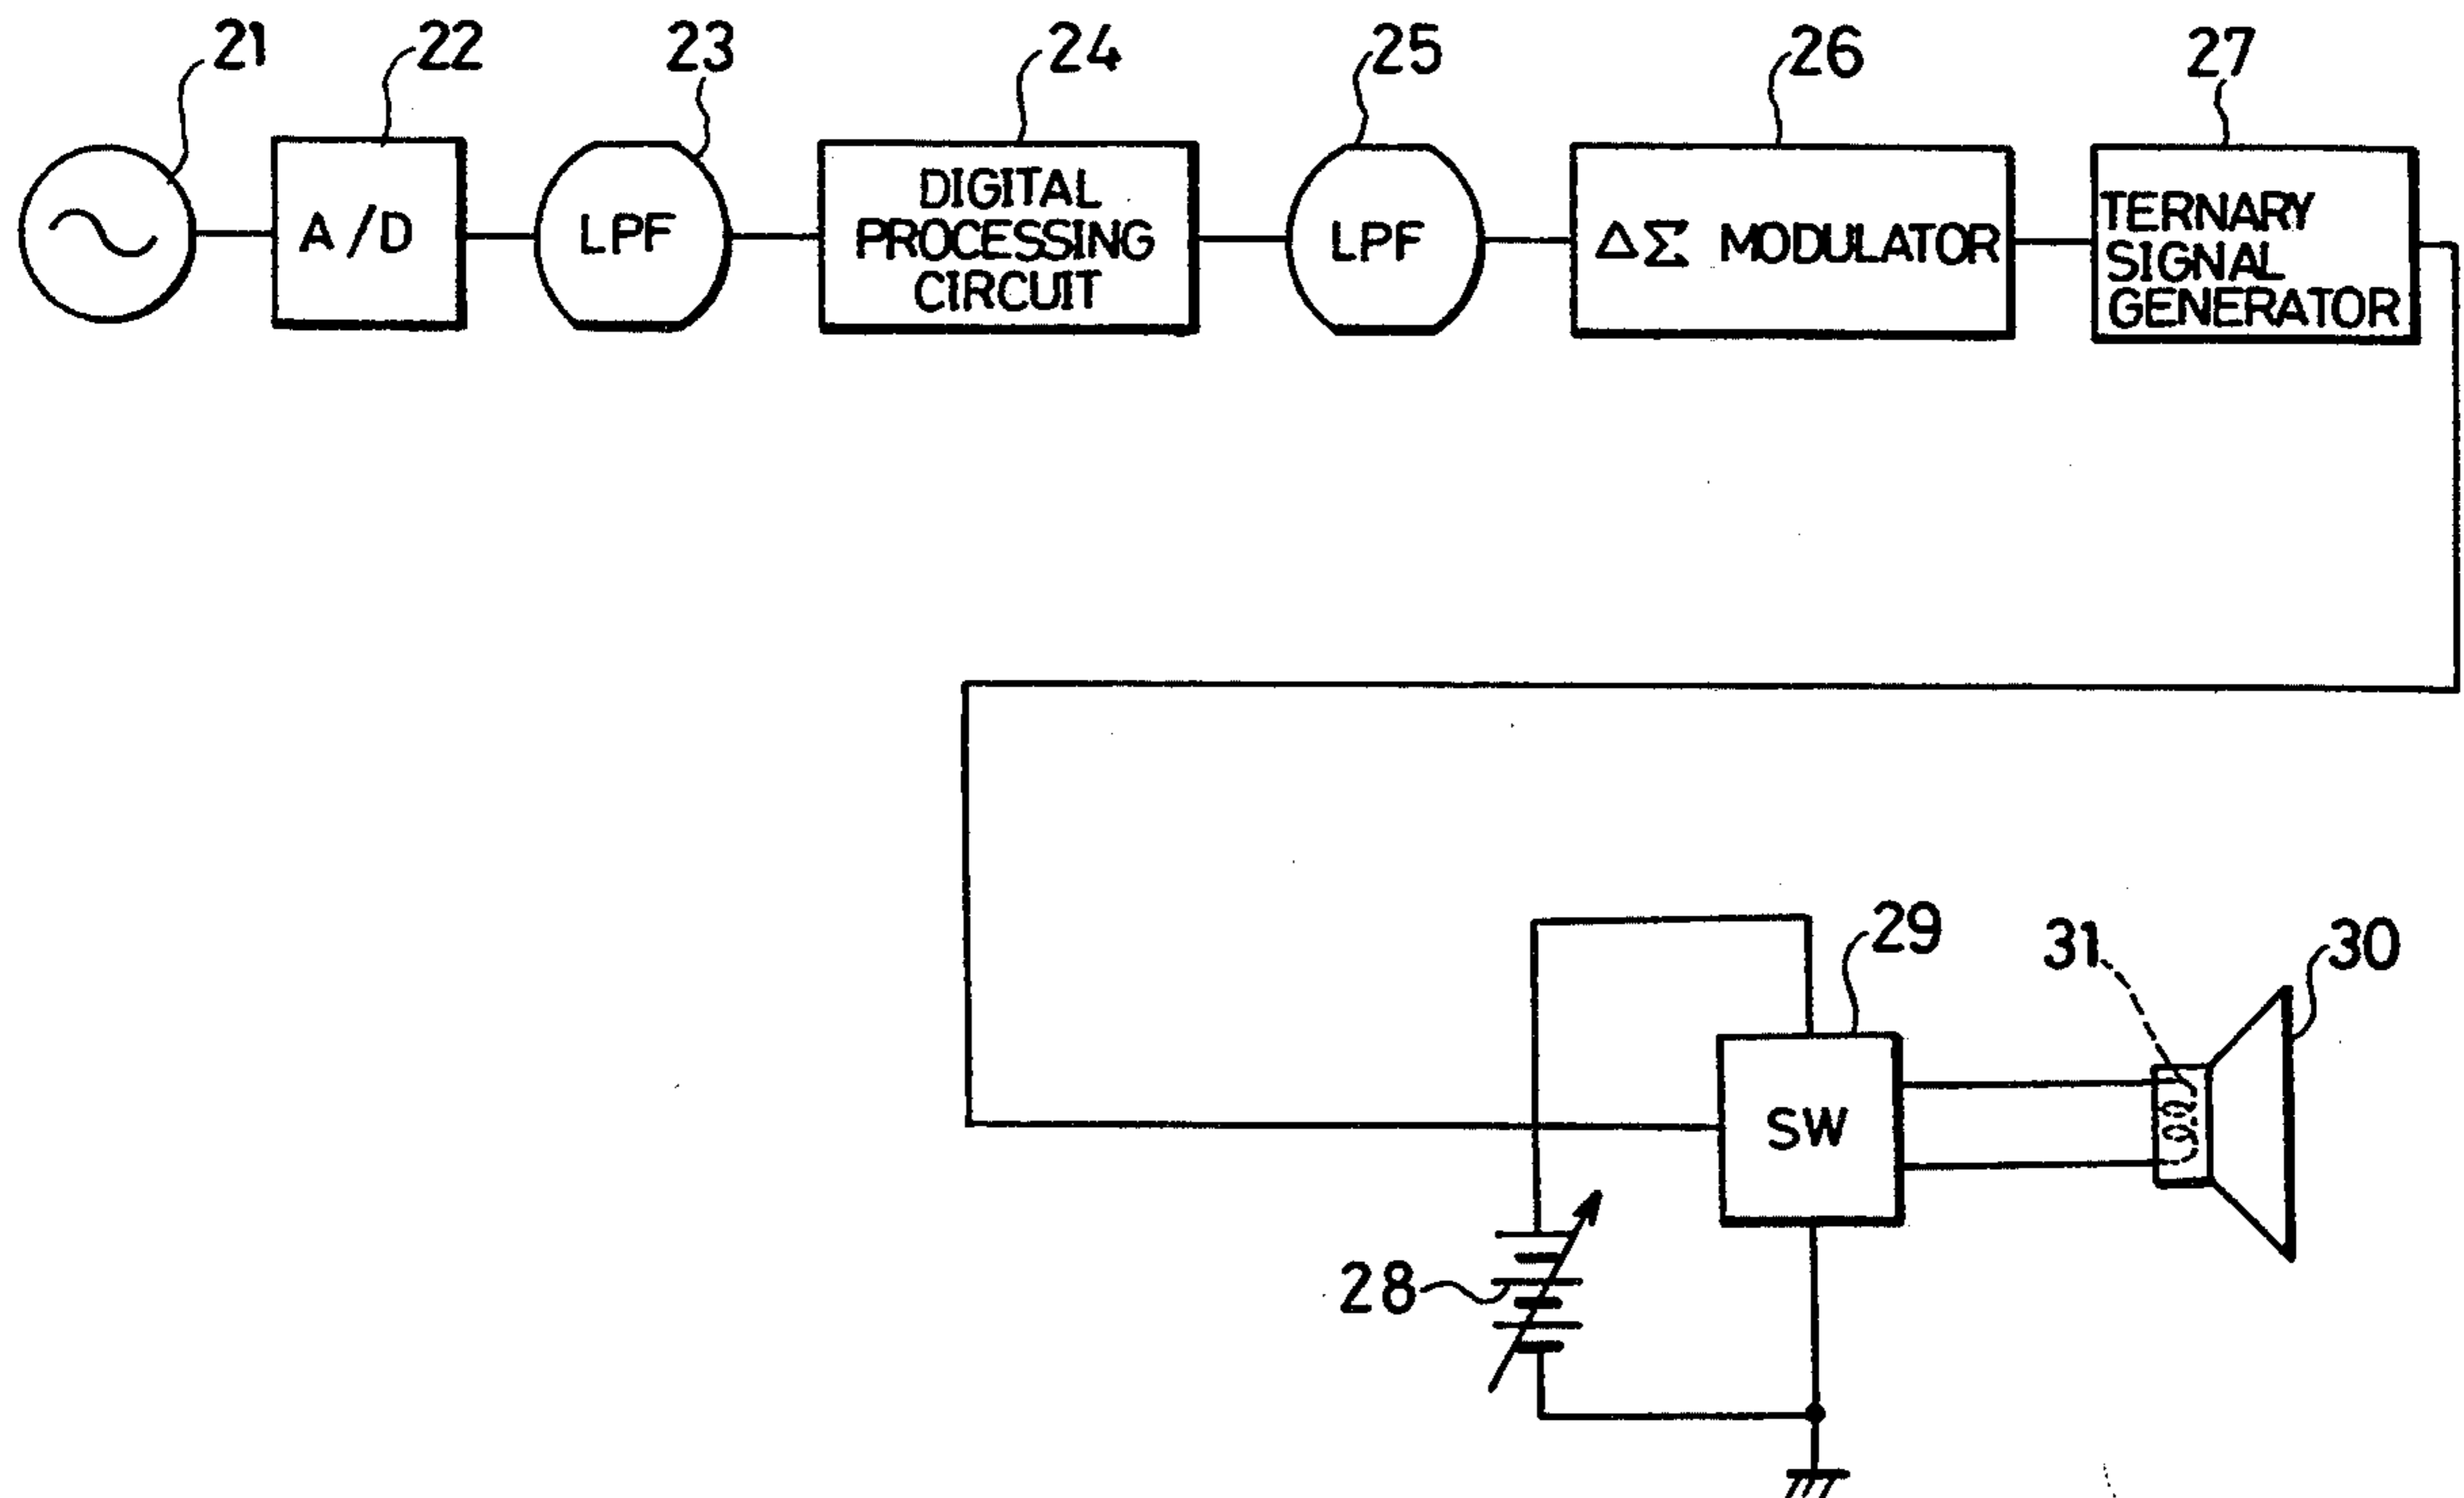 21
22
23
24
25
26
27
A/D
LPF
DIGITAL
PROCESSING
CIRCUIT
LPF
ΔΣ MODULATOR
TERNARY
SIGNAL
GENERATOR
29
31
30
SW
28